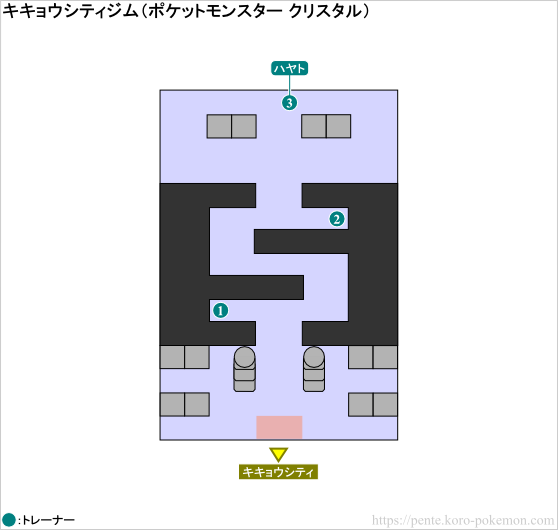 キキョウシティジム（ポケットモンスター クリスタル）
ハヤト
3
2
1
キキョウシティ
：トレーナー
https://pente.koro-pokemon.com